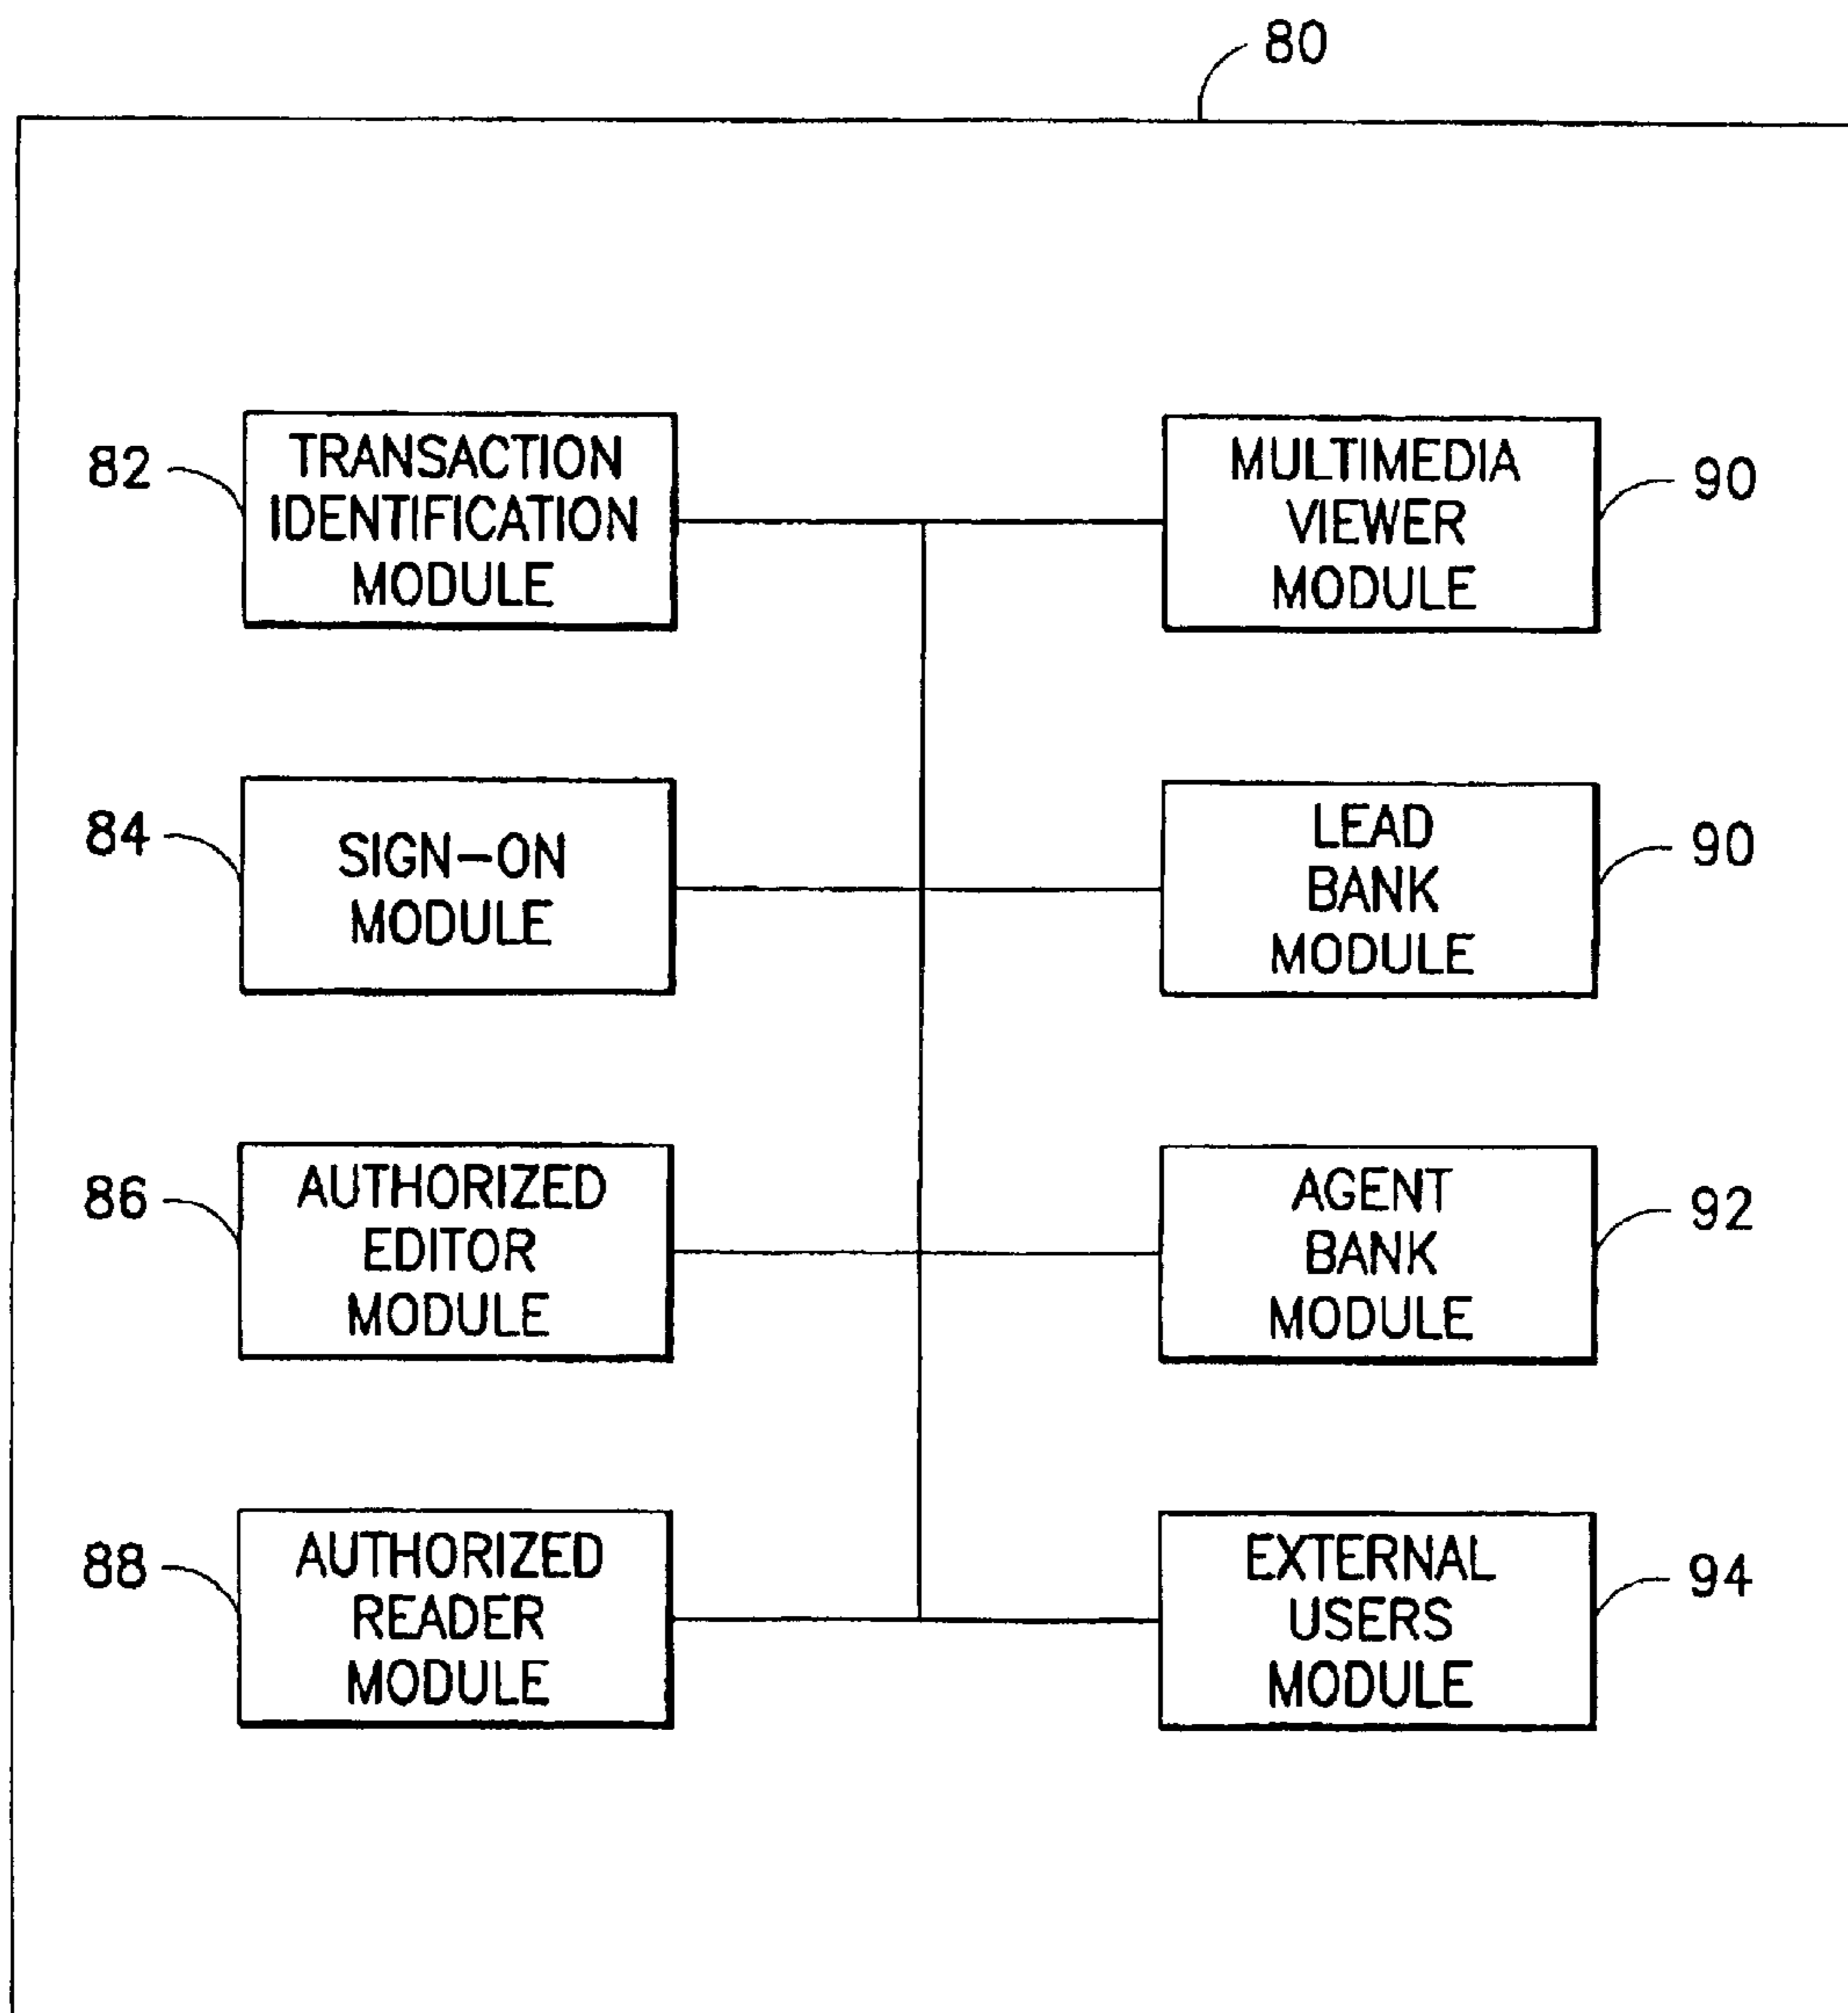 80
82
TRANSACTION
IDENTIFICATION
MODULE
MULTIMEDIA
VIEWER
MODULE
90
84
SIGN-ON
MODULE
LEAD
BANK
MODULE
90
86
AUTHORIZED
EDITOR
MODULE
AGENT
BANK
MODULE
92
88
AUTHORIZED
READER
MODULE
EXTERNAL
USERS
MODULE
94